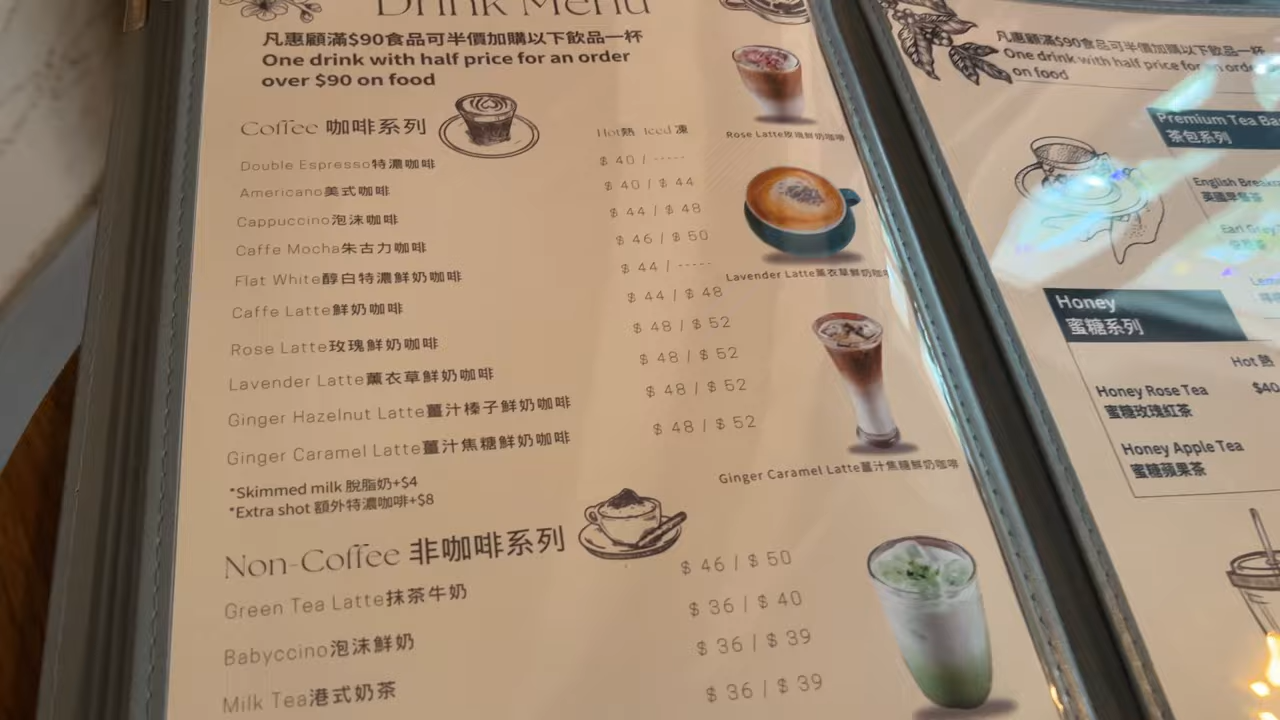 Drink Menu
凡惠顧滿$90食品可半價加購以下飲品一杯
One drink with half price for an order
over $90 on food
Coffee 咖啡系列
Hot熱 Iced 凍
Double Espresso特濃咖啡 $ 40 / -----
Americano美式咖啡 $ 40 / $ 44
Cappuccino泡沫咖啡 $ 44 / $ 48
Caffe Mocha朱古力咖啡 $ 46 / $ 50
Flat White醇白特濃鮮奶咖啡 $ 44 / -----
Caffe Latte鮮奶咖啡 $ 44 / $ 48
Rose Latte玫瑰鮮奶咖啡 $ 48 / $ 52
Lavender Latte薰衣草鮮奶咖啡 $ 48 / $ 52
Ginger Hazelnut Latte薑汁榛子鮮奶咖啡 $ 48 / $ 52
Ginger Caramel Latte薑汁焦糖鮮奶咖啡 $ 48 / $ 52
*Skimmed milk 脫脂奶+$4
*Extra shot 額外特濃咖啡+$8
Non-Coffee 非咖啡系列
$ 46 / $ 50
Green Tea Latte抹茶牛奶 $ 36 / $ 40
Babyccino泡沫鮮奶 $ 36 / $ 39
Milk Tea港式奶茶 $ 36 / $ 39
Rose Latte玫瑰鮮奶咖啡
Lavender Latte薰衣草鮮奶咖啡
Ginger Caramel Latte薑汁焦糖鮮奶咖啡
凡惠顧滿$90食品可半價加購以下飲品一杯
One drink with half price for an order
on food
Premium Tea
茶包系列
English
英國早餐茶
Earl Grey
Honey
蜜糖系列
Hot 熱
Honey Rose Tea $40
蜜糖玫瑰紅茶
Honey Apple Tea
蜜糖蘋果茶